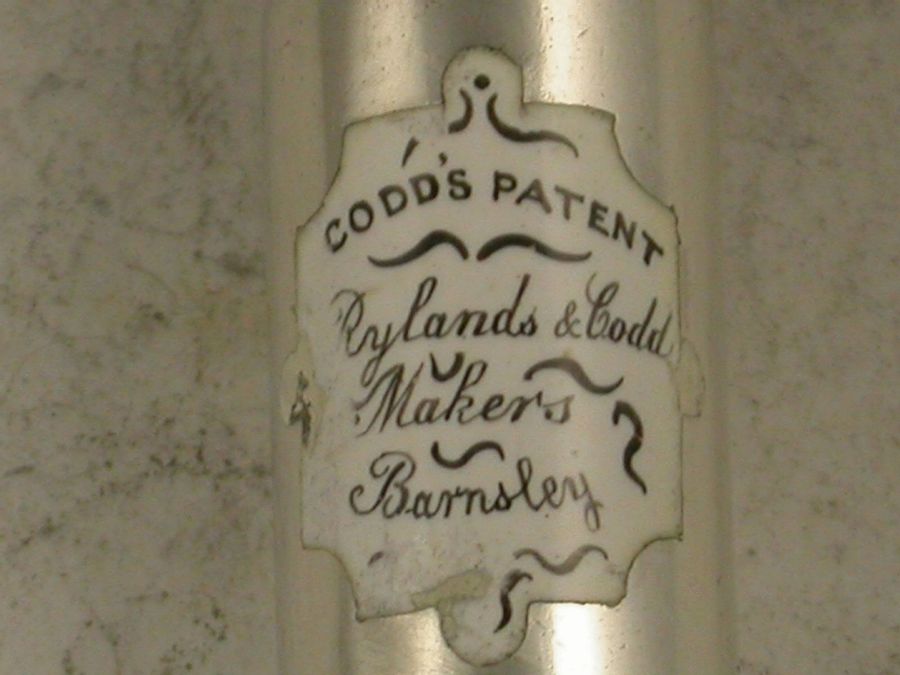 CODD'S PATENT
Rylands & Codd
Makers
Barnsley